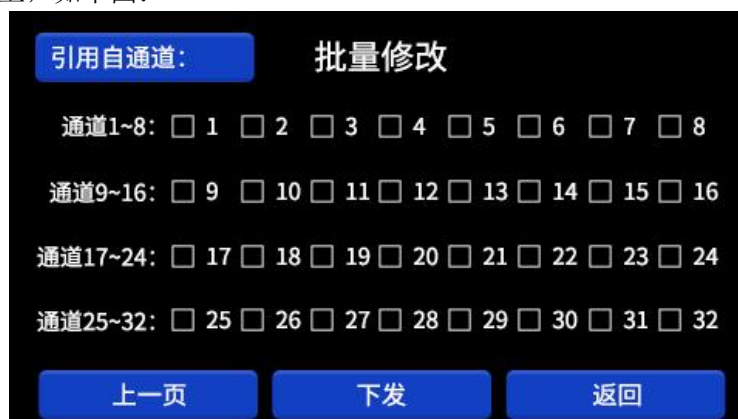 引用自通道： 批量修改
通道1~8： 1 2 3 4 5 6 7 8
通道9~16： 9 10 11 12 13 14 15 16
通道17~24： 17 18 19 20 21 22 23 24
通道25~32： 25 26 27 28 29 30 31 32
上一页 下发 返回